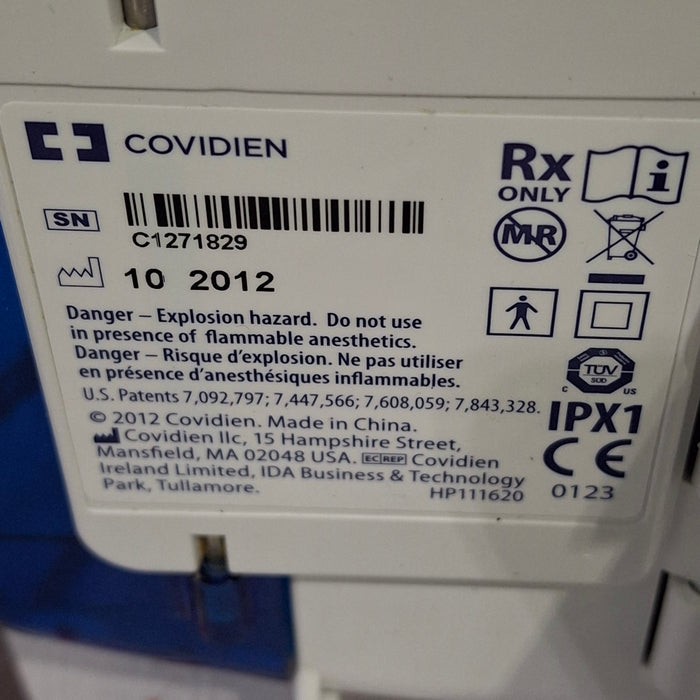 COVIDIEN
Rx
ONLY
SN
C1271829
MR
10 2012
Danger – Explosion hazard. Do not use
in presence of flammable anesthetics.
Danger – Risque d'explosion. Ne pas utiliser
en présence d'anesthésiques inflammables.
U.S. Patents 7,092,797; 7,447,566; 7,608,059; 7,843,328.
© 2012 Covidien. Made in China.
Covidien llc, 15 Hampshire Street,
Mansfield, MA 02048 USA. EC REP Covidien
Ireland Limited, IDA Business & Technology
Park, Tullamore.
HP111620
TÜV
SÜD
C US
IPX1
CE
0123